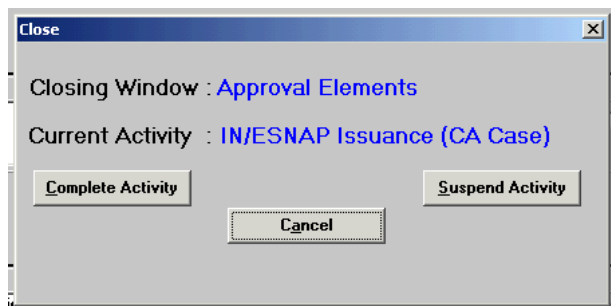 Close
Closing Window : Approval Elements
Current Activity : IN/ESNAP Issuance (CA Case)
Complete Activity
Suspend Activity
Cancel